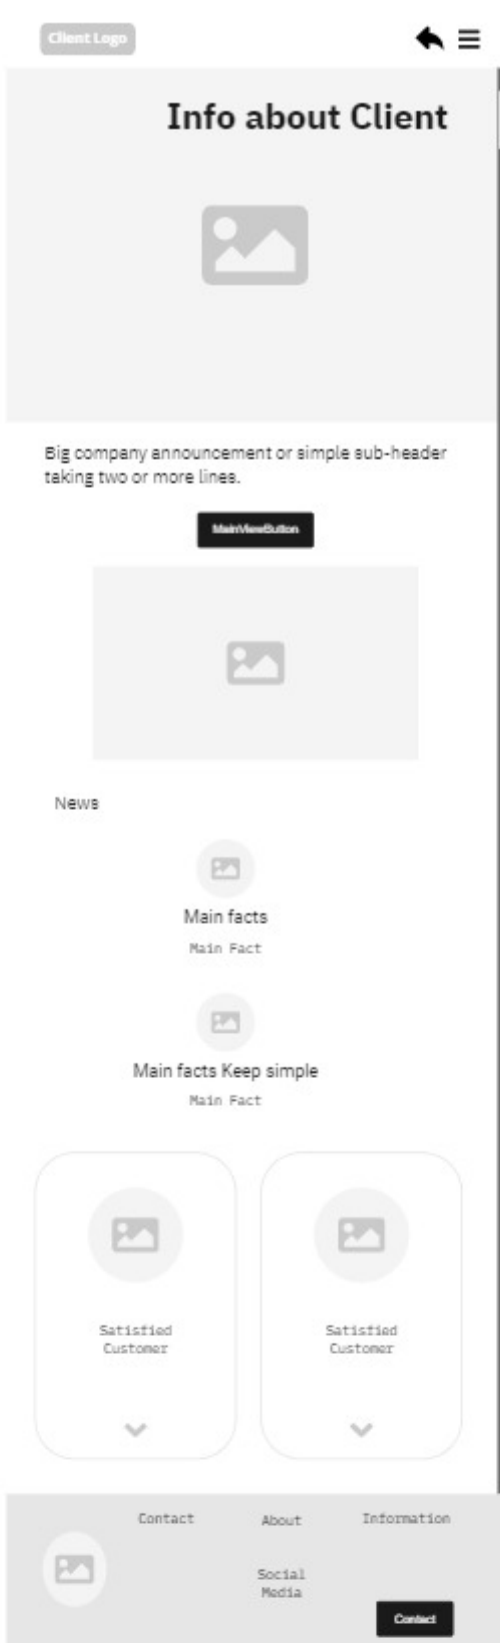 Client Logo
Info about Client
Big company announcement or simple sub-header
taking two or more lines.
MainViewButton
News
Main facts
Main Fact
Main facts Keep simple
Main Fact
Satisfied
Customer
Satisfied
Customer
Contact
About
Information
Social
Media
Contact